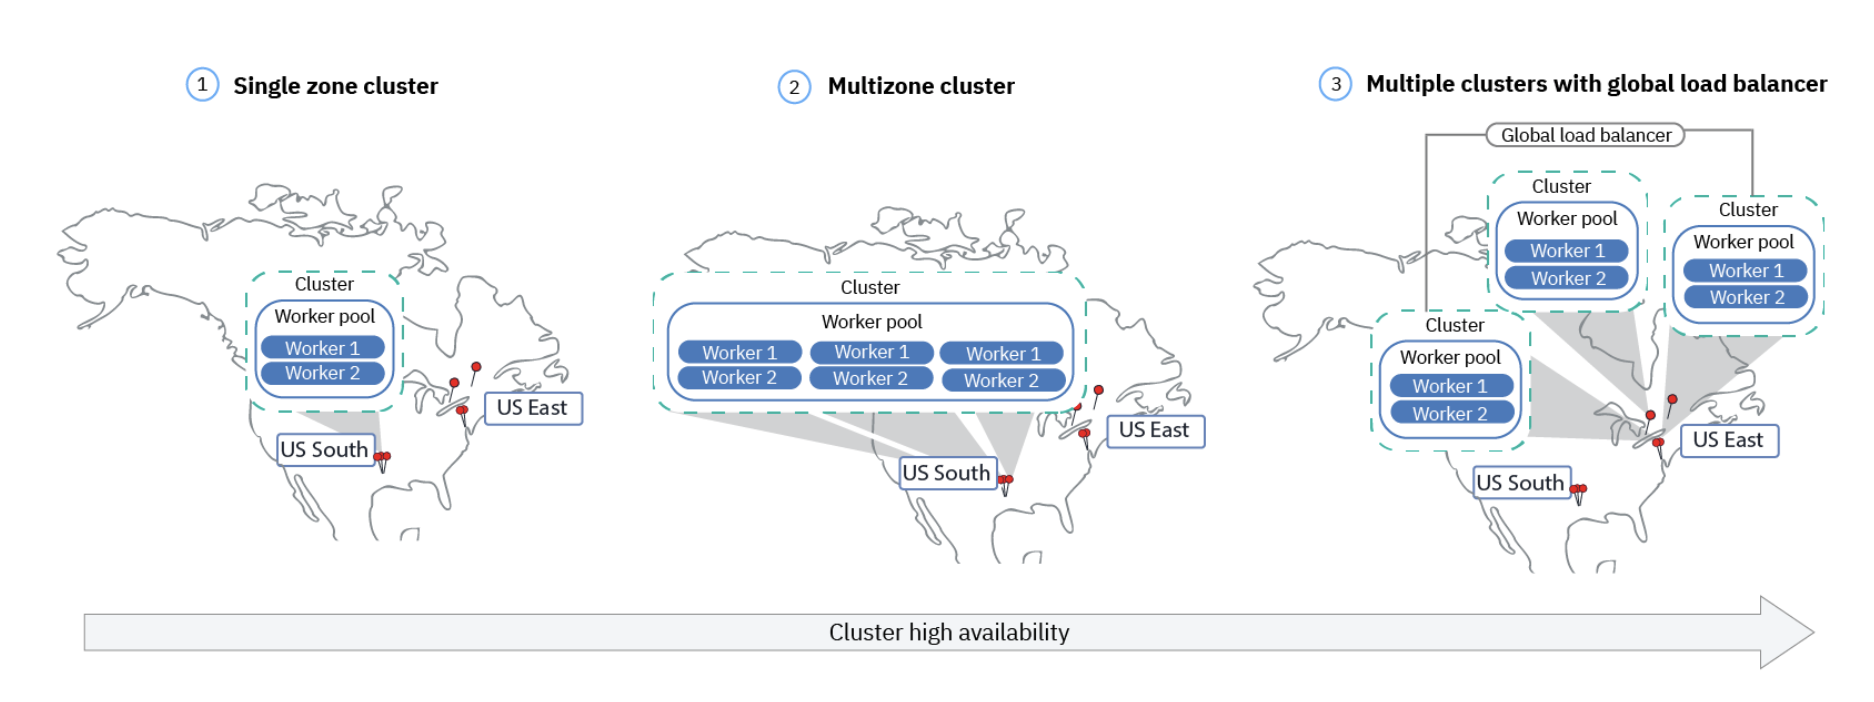 1 Single zone cluster
Cluster
Worker pool
Worker 1
Worker 2
US East
US South
2 Multizone cluster
Cluster
Worker pool
Worker 1 Worker 1 Worker 1
Worker 2 Worker 2 Worker 2
US East
US South
3 Multiple clusters with global load balancer
Global load balancer
Cluster
Worker pool
Worker 1
Worker 2
Cluster
Worker pool
Worker 1
Worker 2
Cluster
Worker pool
Worker 1
Worker 2
US East
US South
Cluster high availability